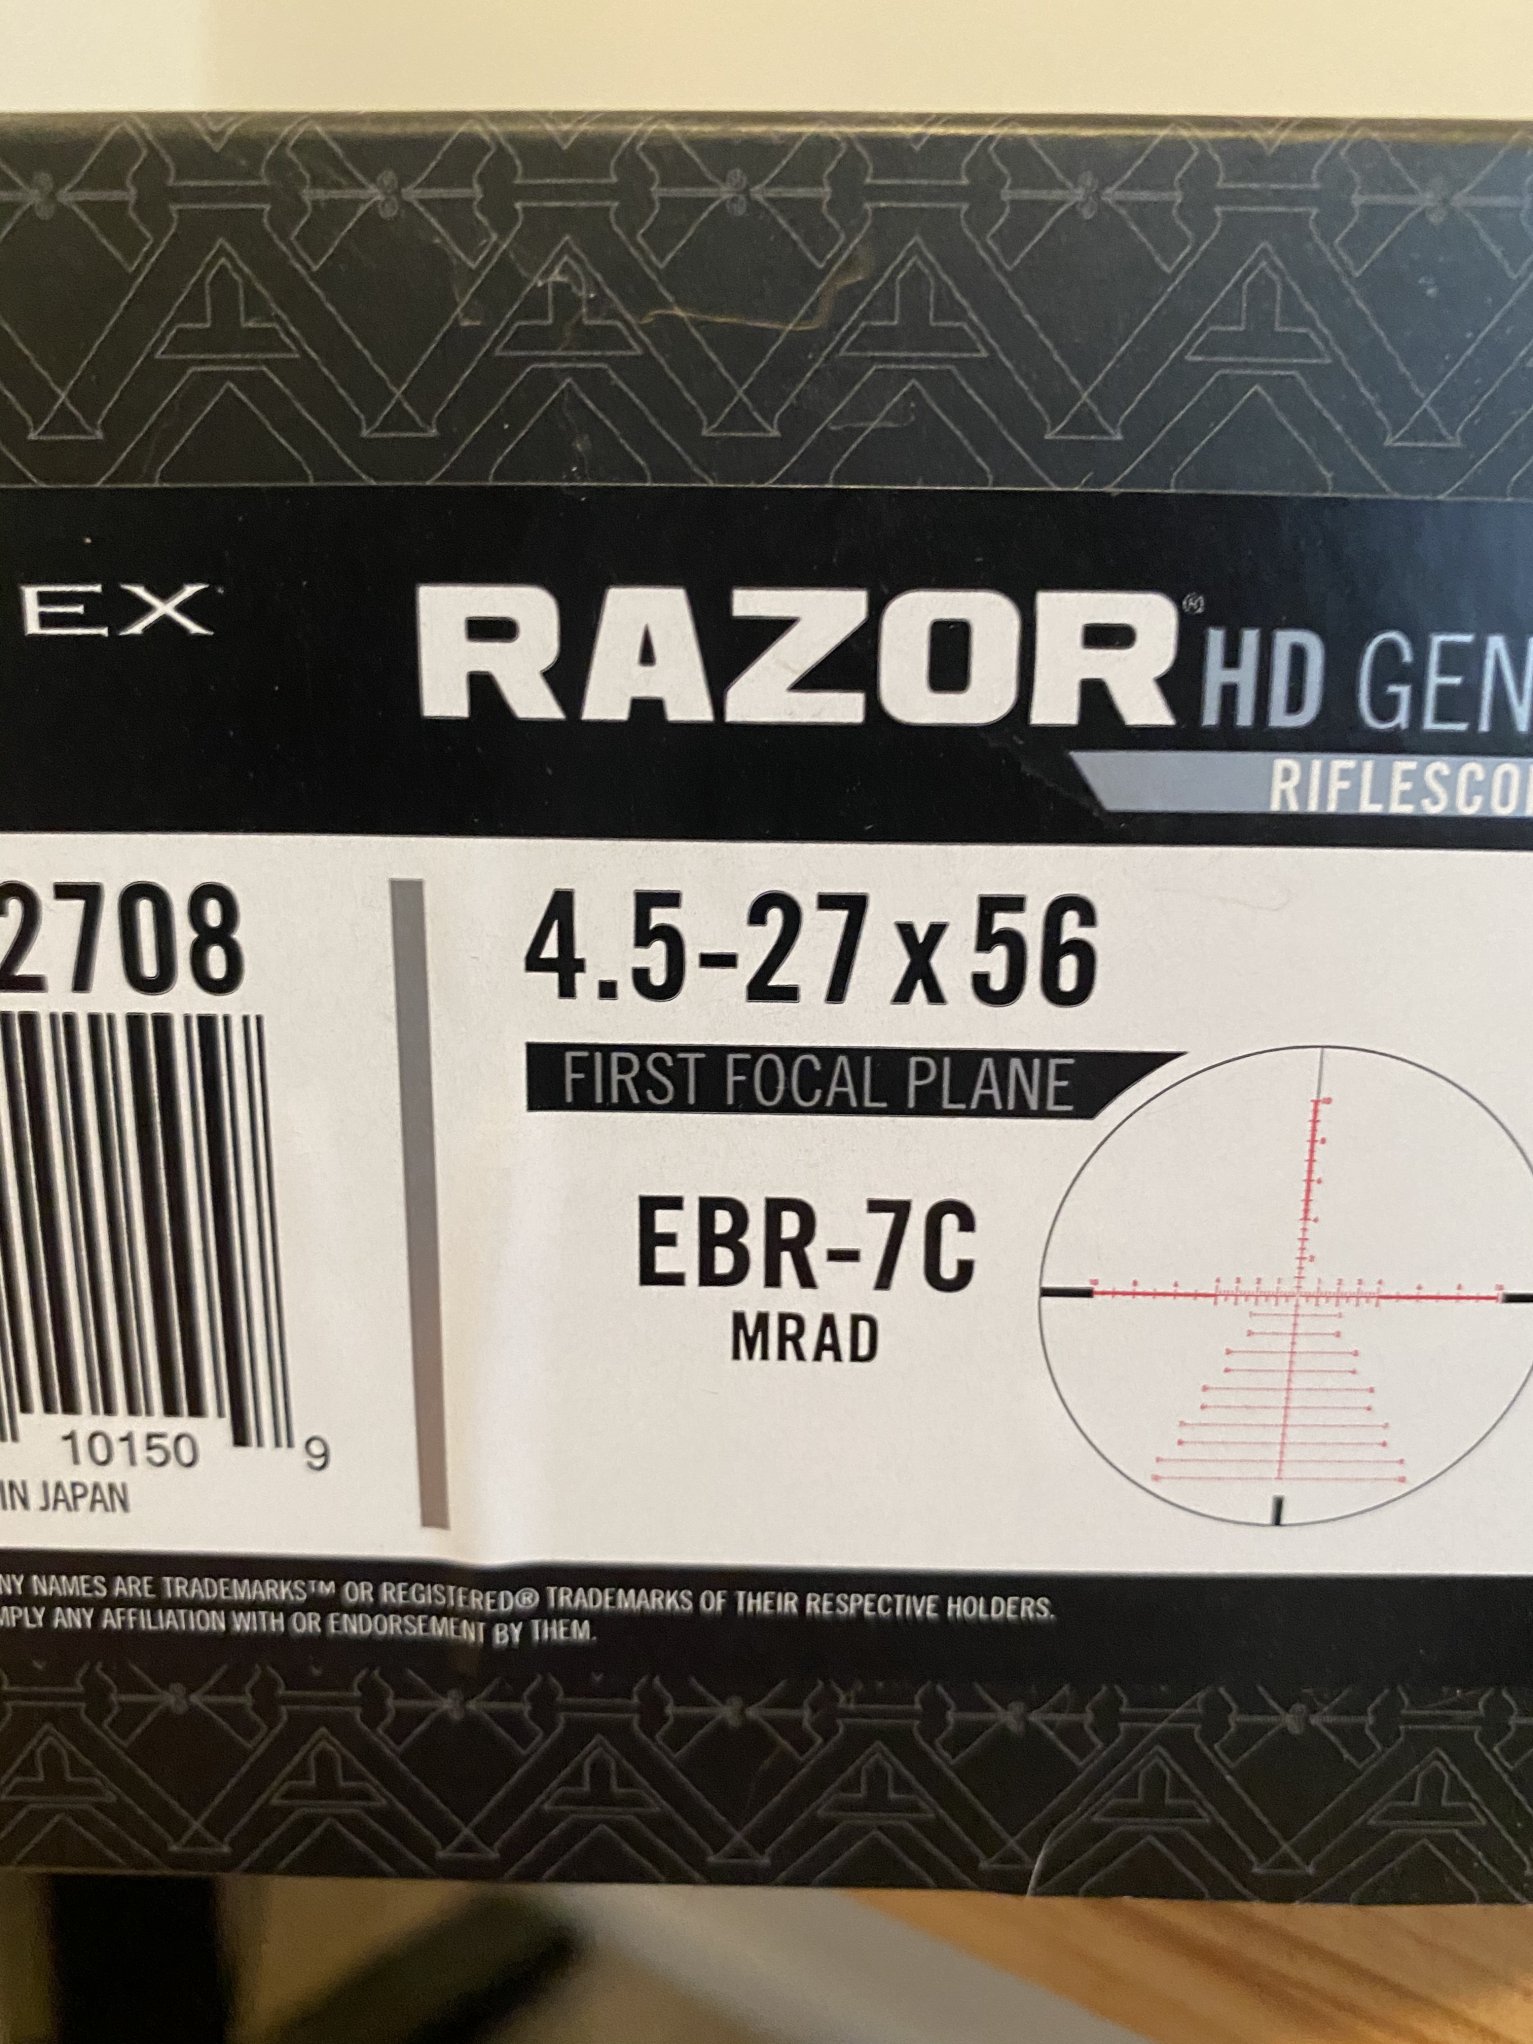 EX RAZOR® HD GEN
RIFLESCO
2708
4.5-27x56
FIRST FOCAL PLANE
EBR-7C
MRAD
10150 9
IN JAPAN
NY NAMES ARE TRADEMARKS™ OR REGISTERED® TRADEMARKS OF THEIR RESPECTIVE HOLDERS.
MPLY ANY AFFILIATION WITH OR ENDORSEMENT BY THEM.